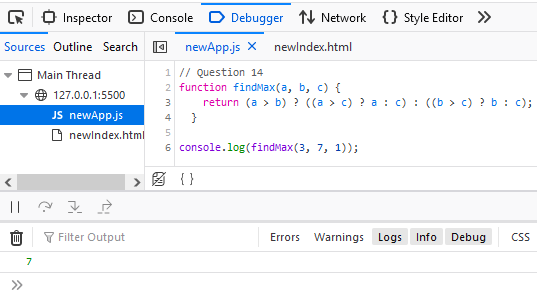 Inspector Console Debugger Network Style Editor
Sources Outline Search newApp.js newIndex.html
Main Thread
127.0.0.1:5500
JS newApp.js
newIndex.html
1 // Question 14
2 function findMax(a, b, c) {
3 return (a > b) ? ((a > c) ? a : c) : ((b > c) ? b : c);
4 }
5
6 console.log(findMax(3, 7, 1));
{ }
Filter Output Errors Warnings Logs Info Debug CSS
7